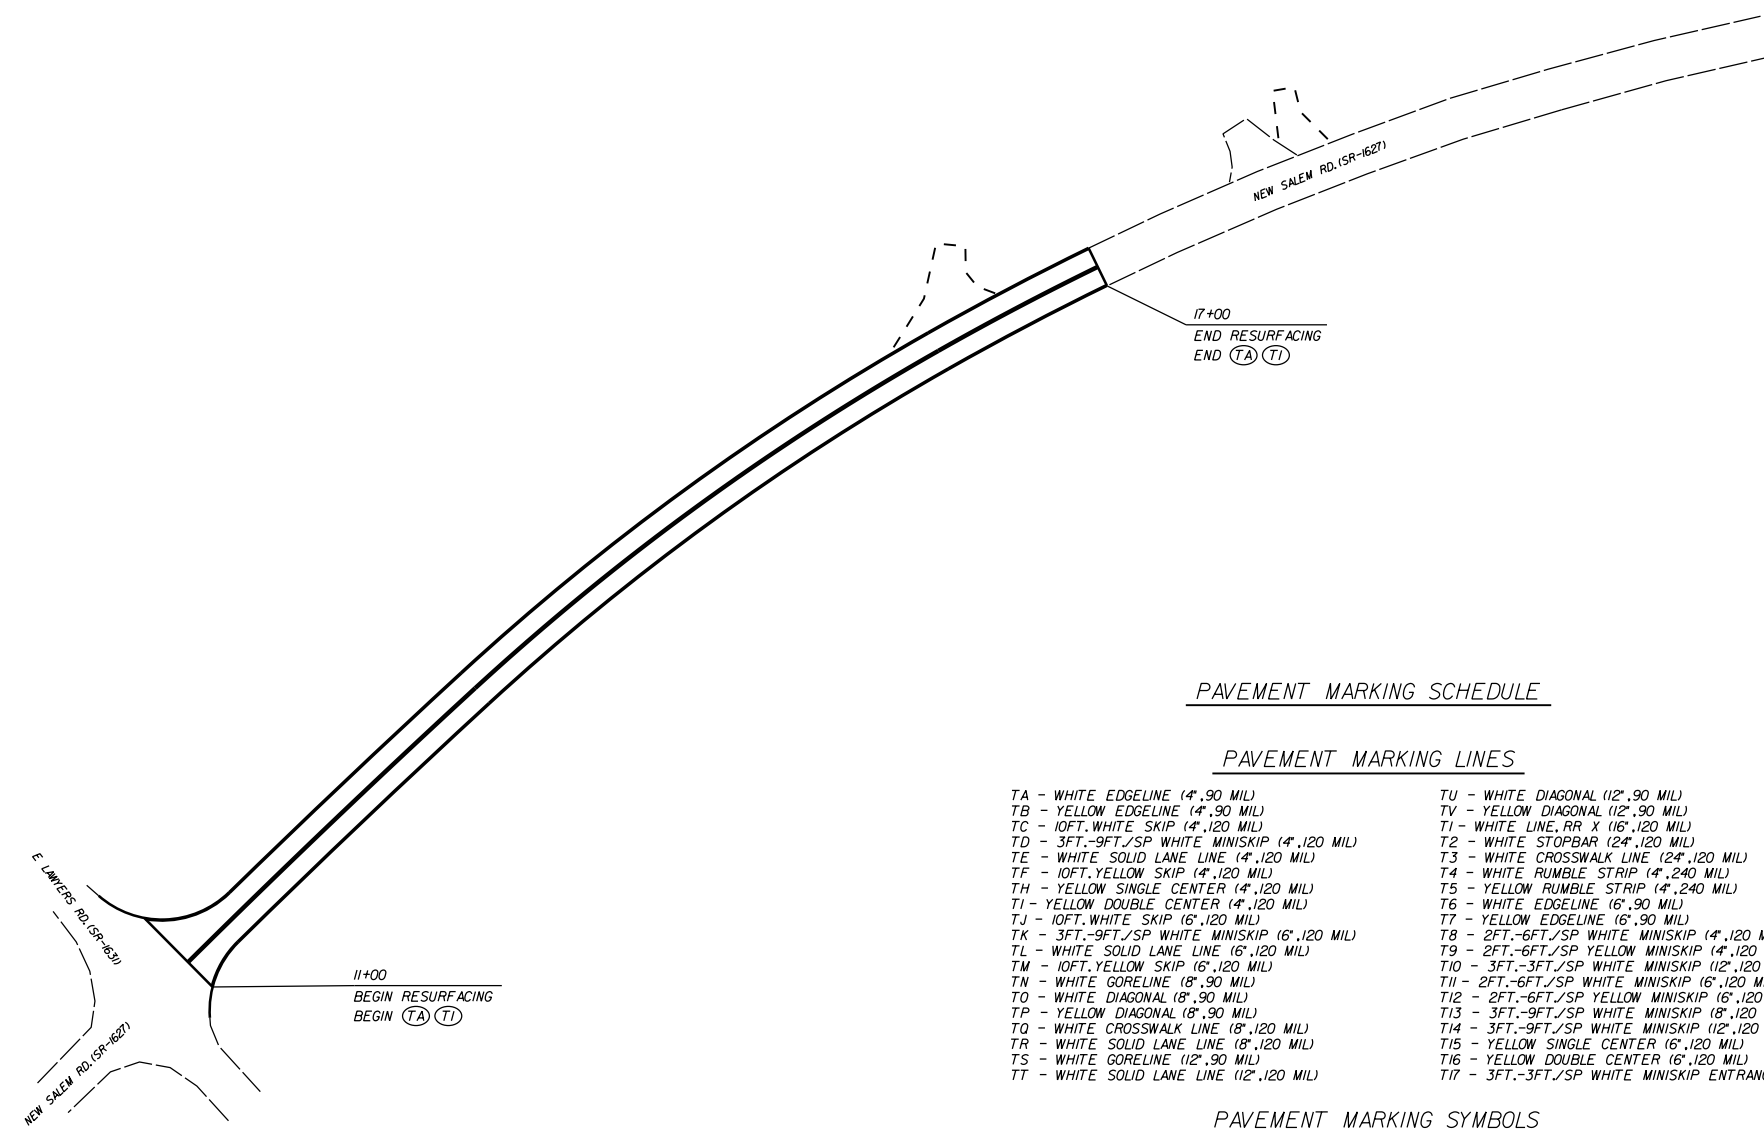 NEW SALEM RD. (SR-1627)
17+00
END RESURFACING
END TA TI
E LAWYERS RD. (SR-1631)
11+00
BEGIN RESURFACING
BEGIN TA TI
NEW SALEM RD. (SR-1627)
PAVEMENT MARKING SCHEDULE
PAVEMENT MARKING LINES
TA - WHITE EDGELINE (4", 90 MIL)
TB - YELLOW EDGELINE (4", 90 MIL)
TC - 10FT. WHITE SKIP (4", 120 MIL)
TD - 3FT.-9FT./SP WHITE MINISKIP (4", 120 MIL)
TE - WHITE SOLID LANE LINE (4", 120 MIL)
TF - 10FT. YELLOW SKIP (4", 120 MIL)
TH - YELLOW SINGLE CENTER (4", 120 MIL)
TI - YELLOW DOUBLE CENTER (4", 120 MIL)
TJ - 10FT. WHITE SKIP (6", 120 MIL)
TK - 3FT.-9FT./SP WHITE MINISKIP (6", 120 MIL)
TL - WHITE SOLID LANE LINE (6", 120 MIL)
TM - 10FT. YELLOW SKIP (6", 120 MIL)
TN - WHITE GORELINE (8", 90 MIL)
TO - WHITE DIAGONAL (8", 90 MIL)
TP - YELLOW DIAGONAL (8", 90 MIL)
TQ - WHITE CROSSWALK LINE (8", 120 MIL)
TR - WHITE SOLID LANE LINE (8", 120 MIL)
TS - WHITE GORELINE (12", 90 MIL)
TT - WHITE SOLID LANE LINE (12", 120 MIL)
TU - WHITE DIAGONAL (12", 90 MIL)
TV - YELLOW DIAGONAL (12", 90 MIL)
T1 - WHITE LINE, RR X (16", 120 MIL)
T2 - WHITE STOPBAR (24", 120 MIL)
T3 - WHITE CROSSWALK LINE (24", 120 MIL)
T4 - WHITE RUMBLE STRIP (4", 240 MIL)
T5 - YELLOW RUMBLE STRIP (4", 240 MIL)
T6 - WHITE EDGELINE (6", 90 MIL)
T7 - YELLOW EDGELINE (6", 90 MIL)
T8 - 2FT.-6FT./SP WHITE MINISKIP (4", 120 M
T9 - 2FT.-6FT./SP YELLOW MINISKIP (4", 120
T10 - 3FT.-3FT./SP WHITE MINISKIP (12", 120
T11 - 2FT.-6FT./SP WHITE MINISKIP (6", 120 M
T12 - 2FT.-6FT./SP YELLOW MINISKIP (6", 120
T13 - 3FT.-9FT./SP WHITE MINISKIP (8", 120
T14 - 3FT.-9FT./SP WHITE MINISKIP (12", 120
T15 - YELLOW SINGLE CENTER (6", 120 MIL)
T16 - YELLOW DOUBLE CENTER (6", 120 MIL)
T17 - 3FT.-3FT./SP WHITE MINISKIP ENTRAN
PAVEMENT MARKING SYMBOLS